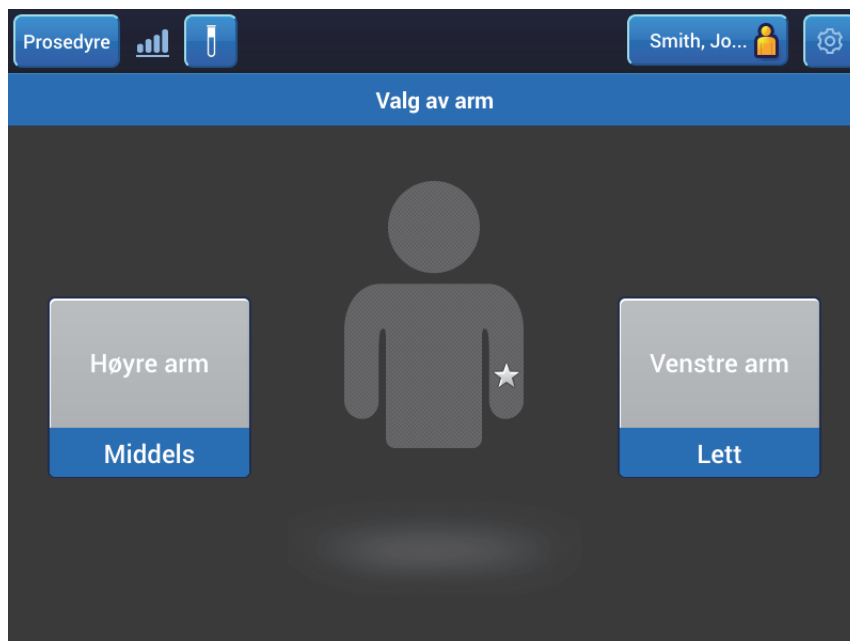 Prosedyre
Smith, Jo...
Valg av arm
Høyre arm
Venstre arm
Middels
Lett